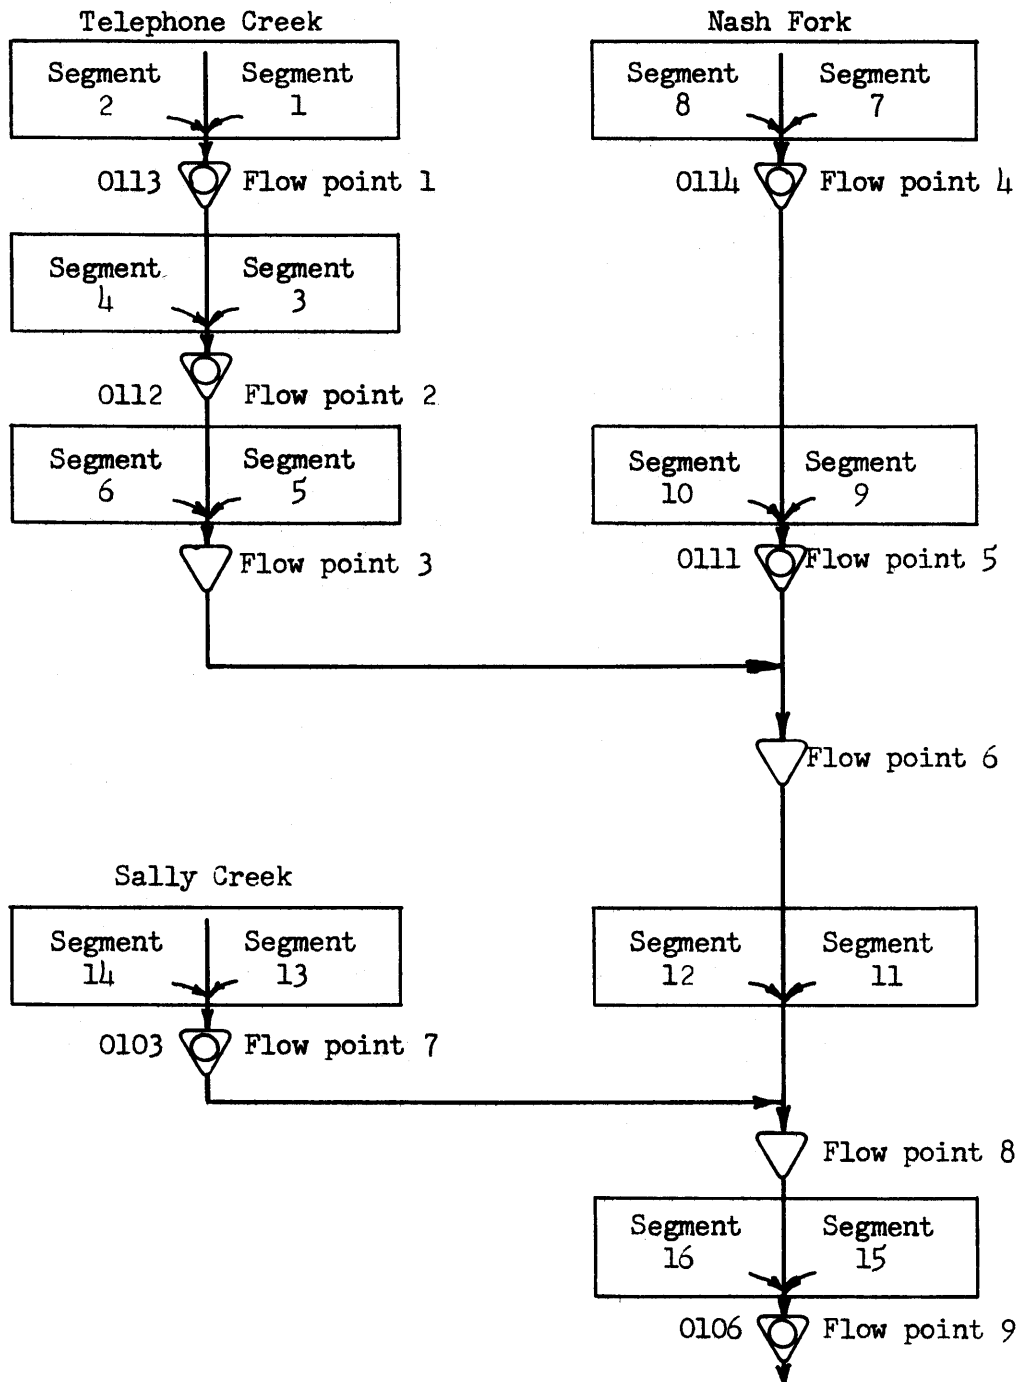 Telephone Creek
Segment 2
Segment 1
0113
Flow point 1
Segment 4
Segment 3
0112
Flow point 2
Segment 6
Segment 5
Flow point 3
Nash Fork
Segment 8
Segment 7
0114
Flow point 4
Segment 10
Segment 9
0111
Flow point 5
Flow point 6
Sally Creek
Segment 14
Segment 13
0103
Flow point 7
Segment 12
Segment 11
Flow point 8
Segment 16
Segment 15
0106
Flow point 9